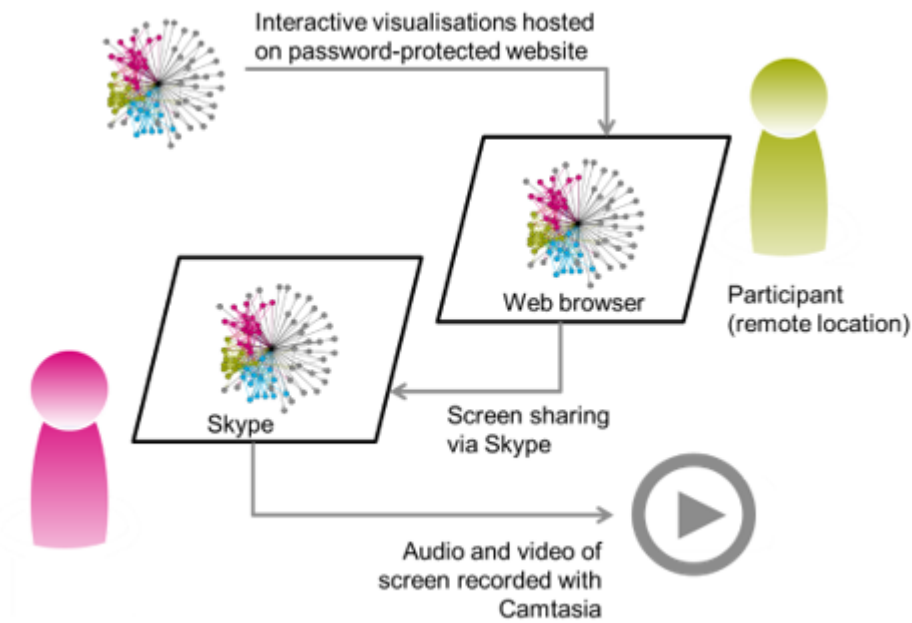 Interactive visualisations hosted
on password-protected website
Web browser
Participant
(remote location)
Skype
Screen sharing
via Skype
Audio and video of
screen recorded with
Camtasia